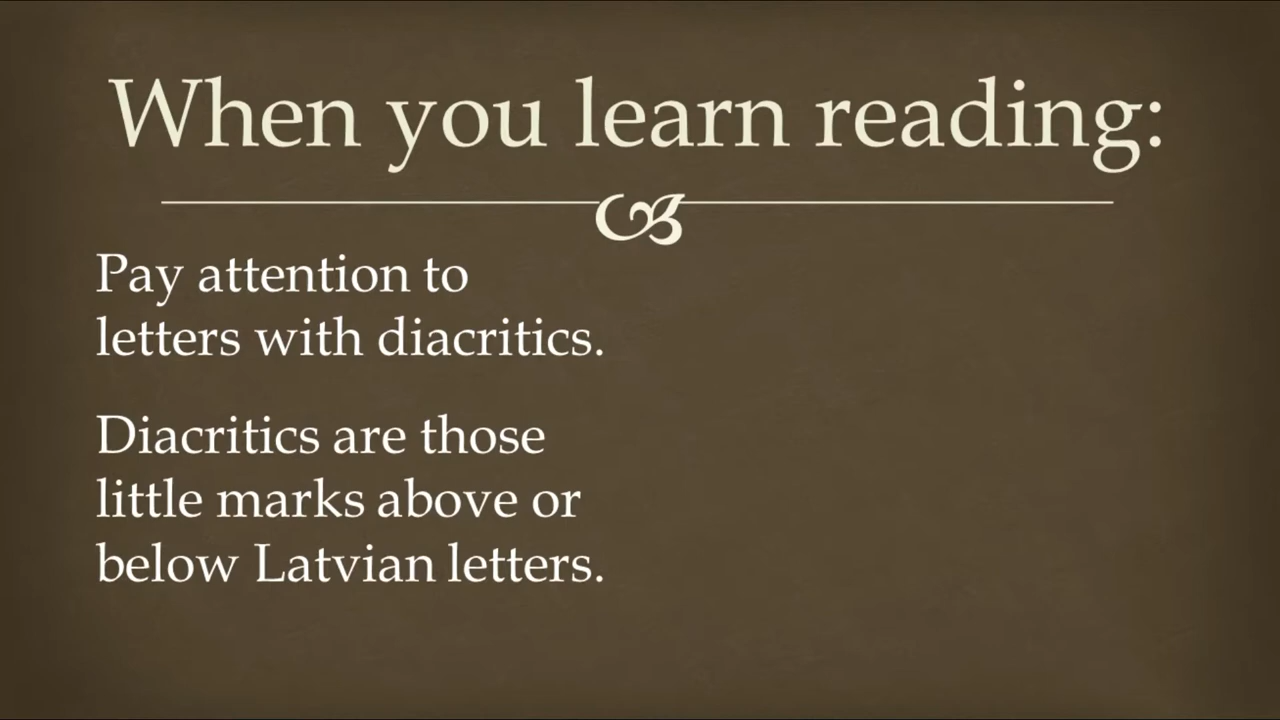 When you learn reading:
Pay attention to
letters with diacritics.
Diacritics are those
little marks above or
below Latvian letters.